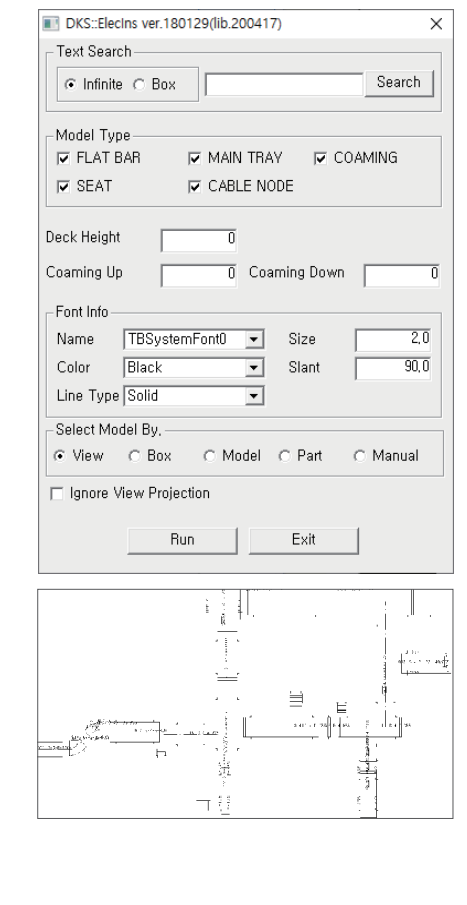 DKS::ElecIns ver.180129(lib.200417)
Text Search
Infinite Box Search
Model Type
FLAT BAR MAIN TRAY COAMING
SEAT CABLE NODE
Deck Height 0
Coaming Up 0 Coaming Down 0
Font Info
Name TBSystemFont0 Size 2,0
Color Black Slant 90,0
Line Type Solid
Select Model By,
View Box Model Part Manual
Ignore View Projection
Run Exit